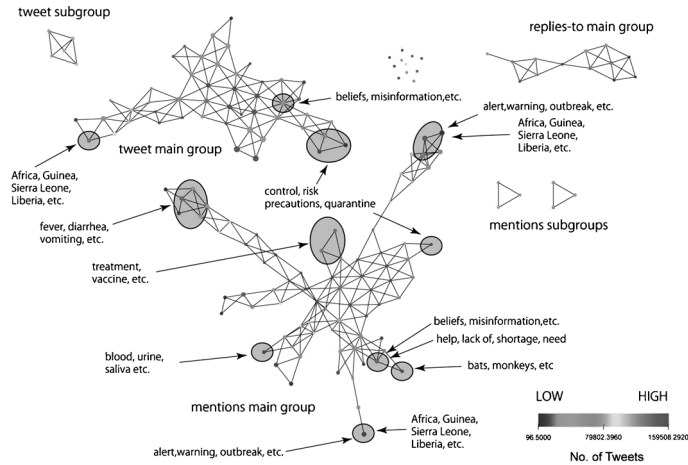 tweet subgroup
replies-to main group
beliefs, misinformation,etc.
alert,warning, outbreak, etc.
Africa, Guinea,
Sierra Leone,
Liberia, etc.
tweet main group
Africa, Guinea,
Sierra Leone,
Liberia, etc.
control, risk
precautions, quarantine
mentions subgroups
fever, diarrhea,
vomiting, etc.
treatment,
vaccine, etc.
beliefs, misinformation,etc.
help, lack of, shortage, need
blood, urine,
saliva etc.
bats, monkeys, etc
mentions main group
LOW HIGH
Africa, Guinea,
Sierra Leone,
Liberia, etc.
96.5000 79802.3960 159508.2920
alert,warning, outbreak, etc.
No. of Tweets